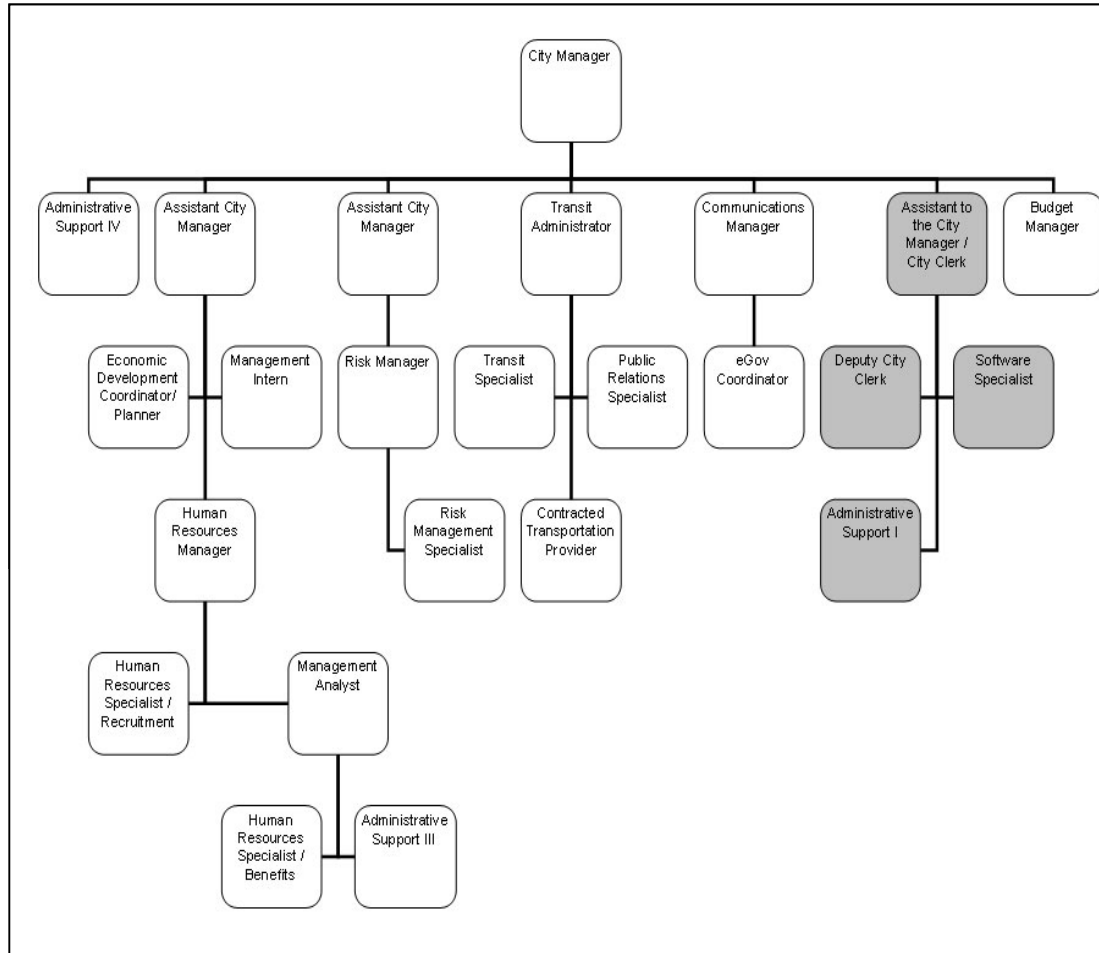 City Manager
Administrative
Support IV
Assistant City
Manager
Assistant City
Manager
Transit
Administrator
Communications
Manager
Assistant to
the City
Manager /
City Clerk
Budget
Manager
Economic
Development
Coordinator/
Planner
Management
Intern
Risk Manager
Transit
Specialist
Public
Relations
Specialist
eGov
Coordinator
Deputy City
Clerk
Software
Specialist
Human
Resources
Manager
Risk
Management
Specialist
Contracted
Transportation
Provider
Administrative
Support I
Human
Resources
Specialist /
Recruitment
Management
Analyst
Human
Resources
Specialist /
Benefits
Administrative
Support III